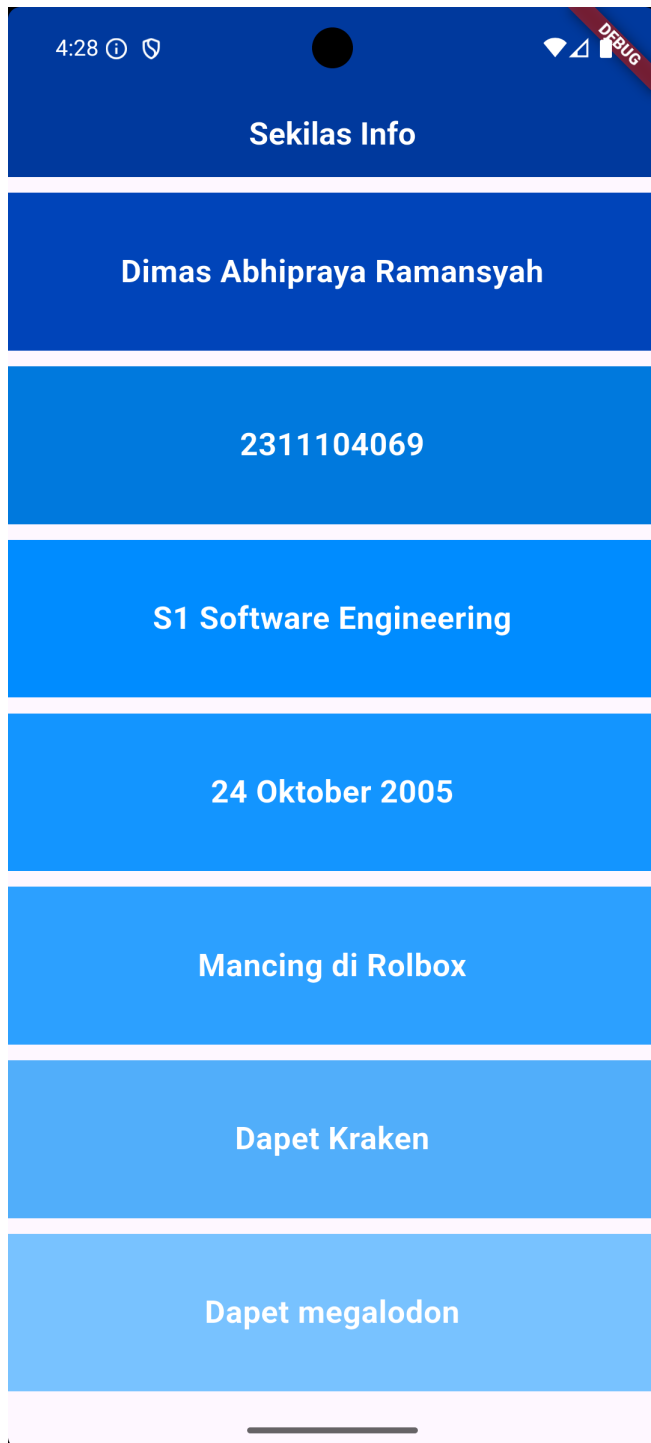 4:28
DEBUG
Sekilas Info
Dimas Abhipraya Ramansyah
2311104069
S1 Software Engineering
24 Oktober 2005
Mancing di Rolbox
Dapet Kraken
Dapet megalodon